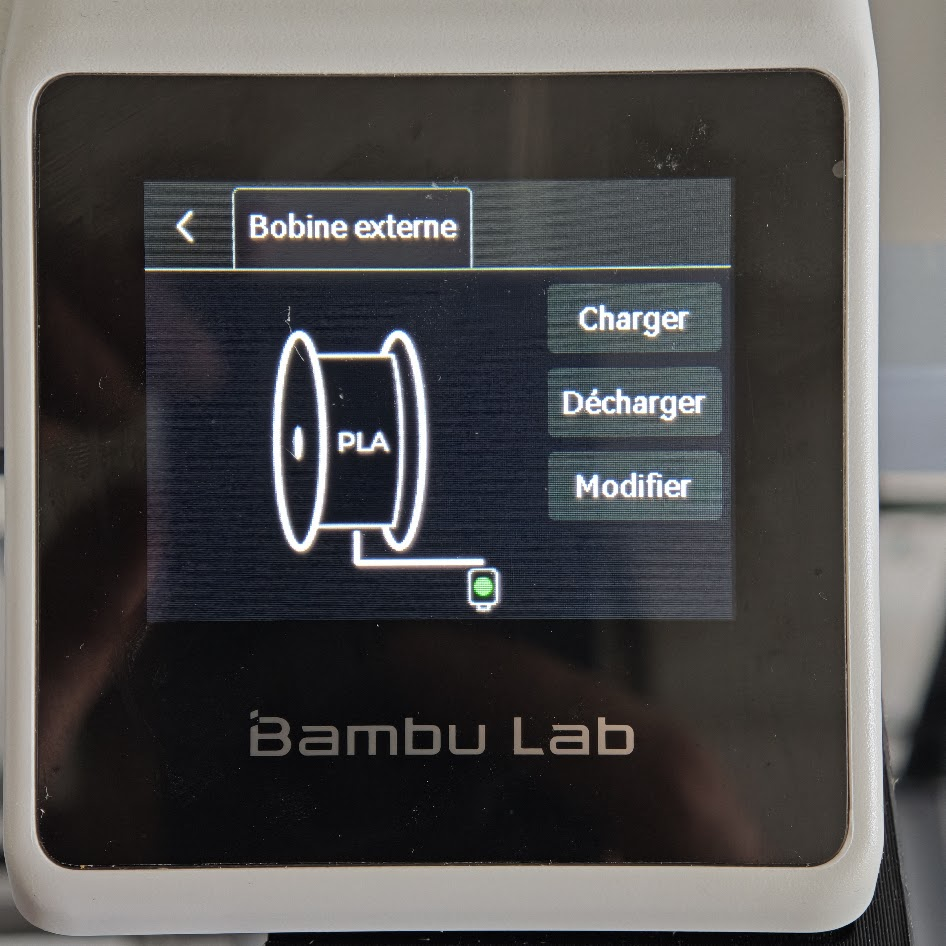 Bobine externe
Charger
Décharger
Modifier
PLA
Bambu Lab